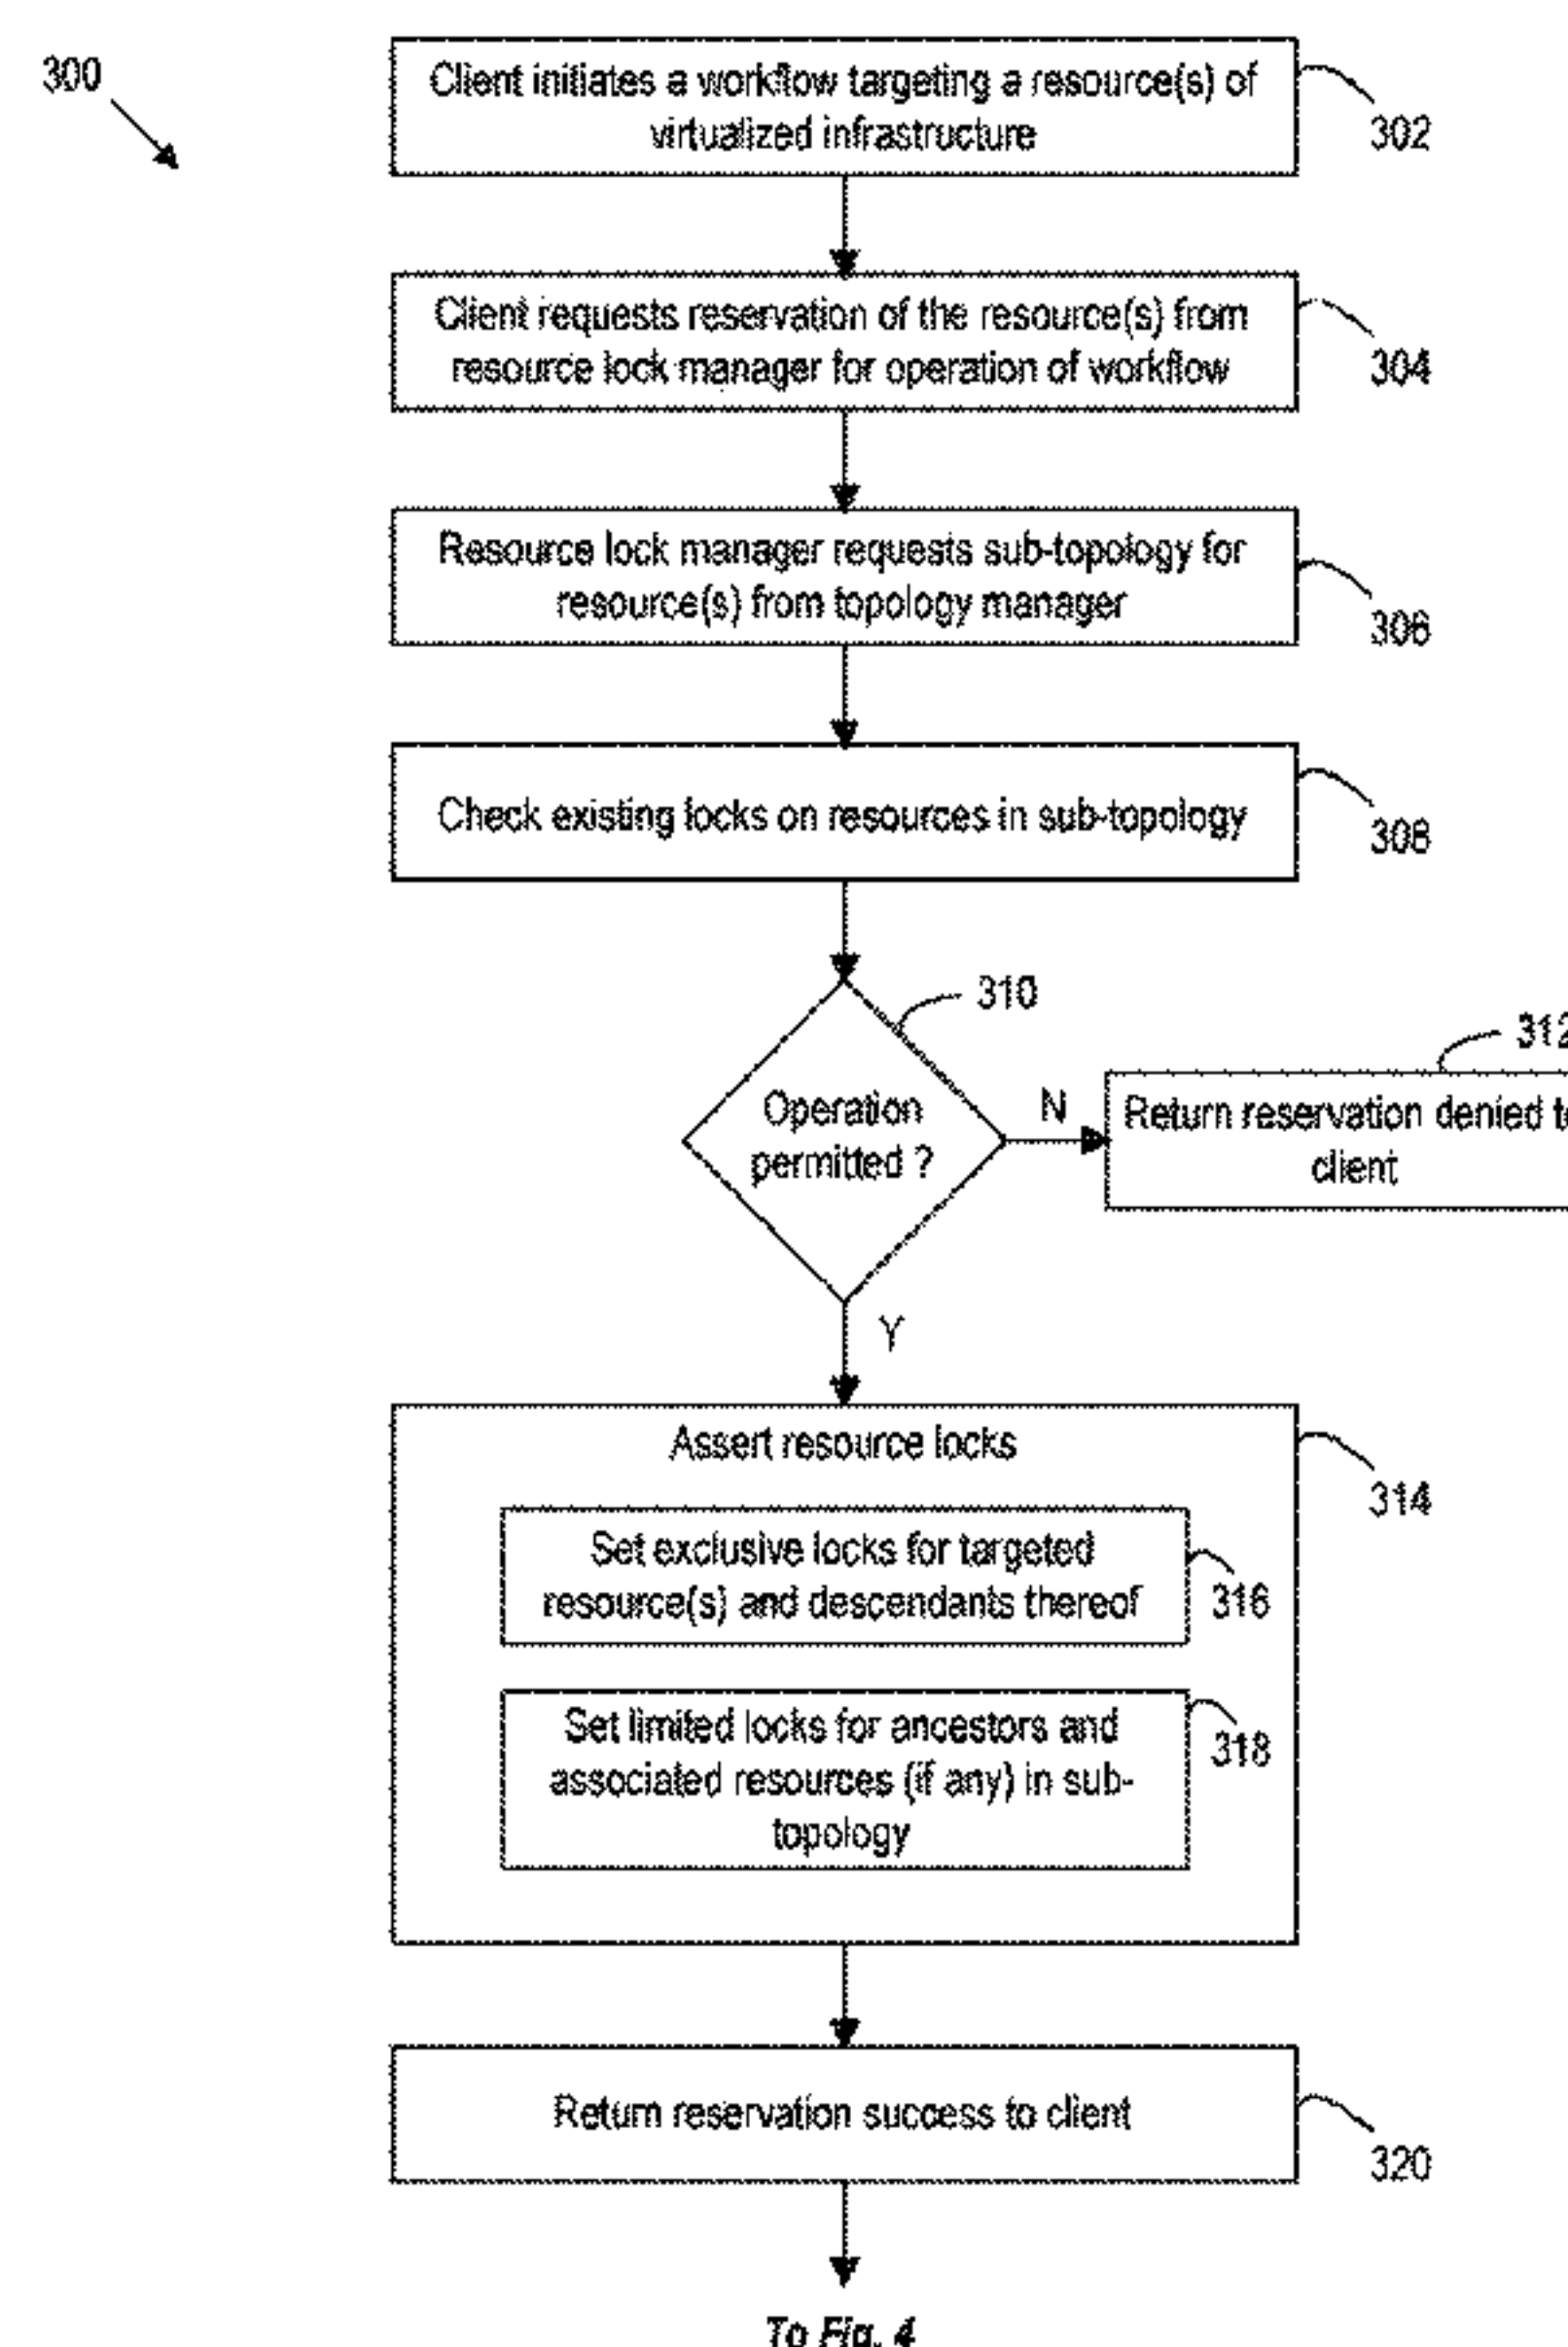 300
Client initiates a workflow targeting a resource(s) of
virtualized infrastructure
302
Client requests reservation of the resource(s) from
resource lock manager for operation of workflow
304
Resource lock manager requests sub-topology for
resource(s) from topology manager
306
Check existing locks on resources in sub-topology
308
310
Operation
permitted ?
N
312
Return reservation denied to
client
Y
Assert resource locks
314
Set exclusive locks for targeted
resource(s) and descendants thereof
316
Set limited locks for ancestors and
associated resources (if any) in sub-
topology
318
Return reservation success to client
320
To Fig. 4